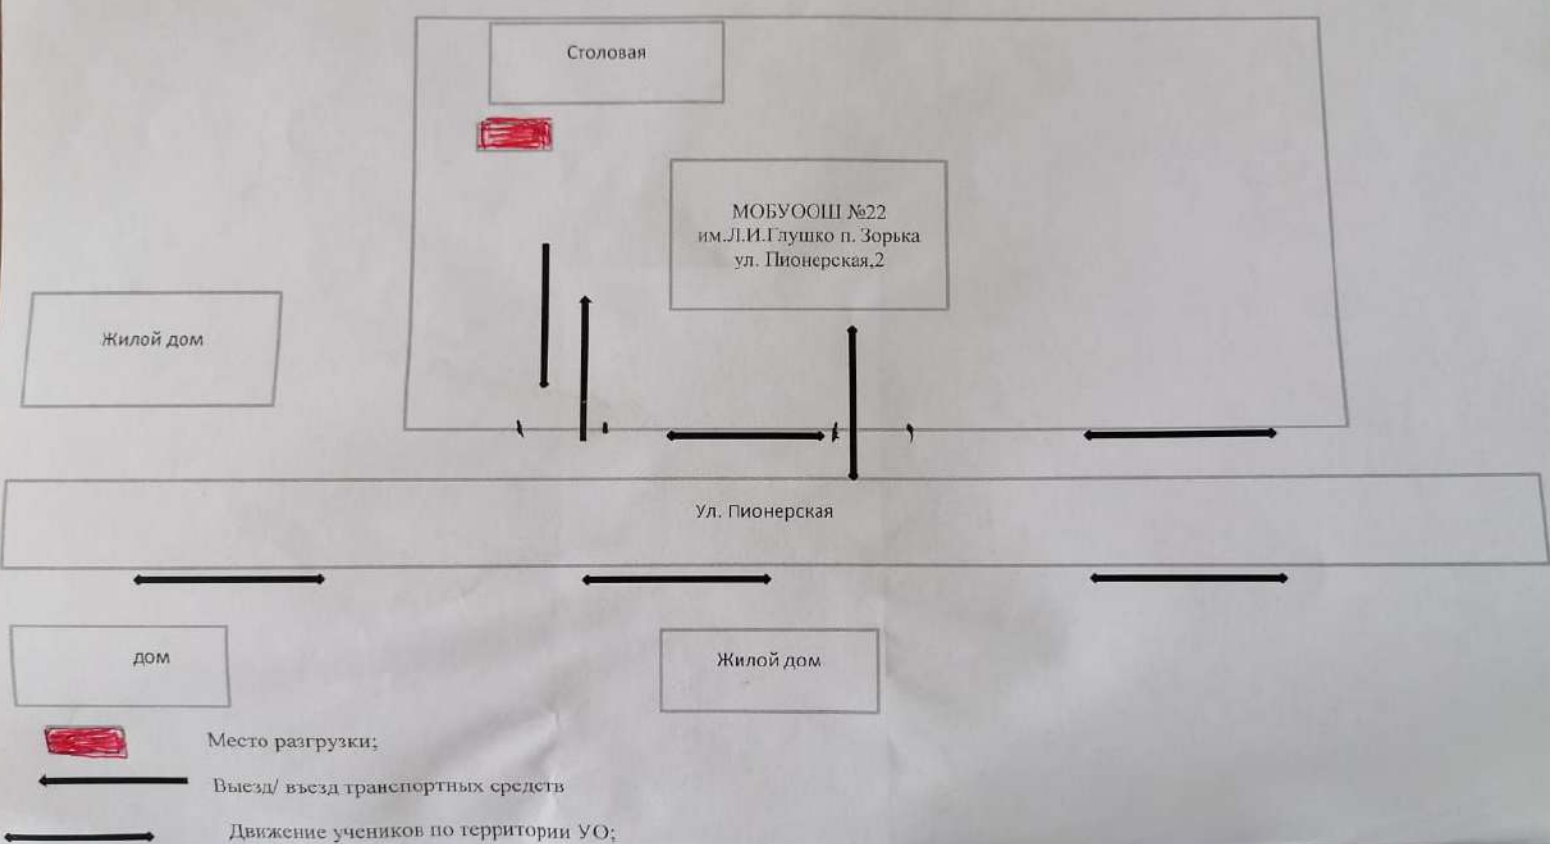 Столовая
МОБУООШ №22
им.Л.И.Глушко п. Зорька
ул. Пионерская,2
Жилой дом
Ул. Пионерская
дом
Жилой дом
Место разгрузки;
Выезд/ въезд транспортных средств
Движение учеников по территории УО;